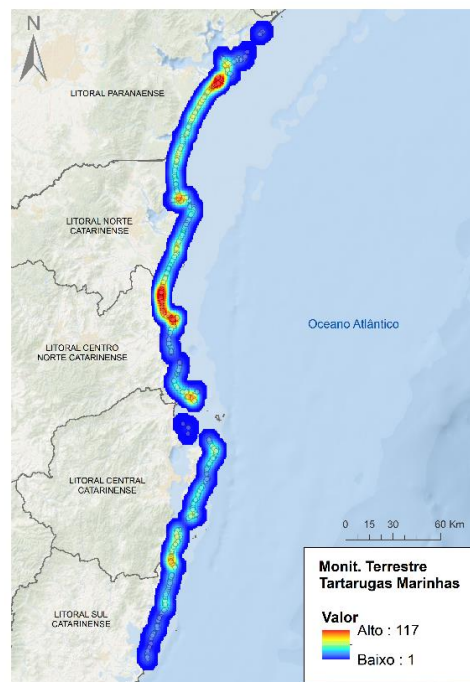 N
LITORAL PARANAENSE
LITORAL NORTE
CATARINENSE
LITORAL CENTRO
NORTE CATARINENSE
Oceano Atlântico
LITORAL CENTRAL
CATARINENSE
LITORAL SUL
CATARINENSE
0 15 30 60 Km
Monit. Terrestre
Tartarugas Marinhas
Valor
Alto : 117
Baixo : 1